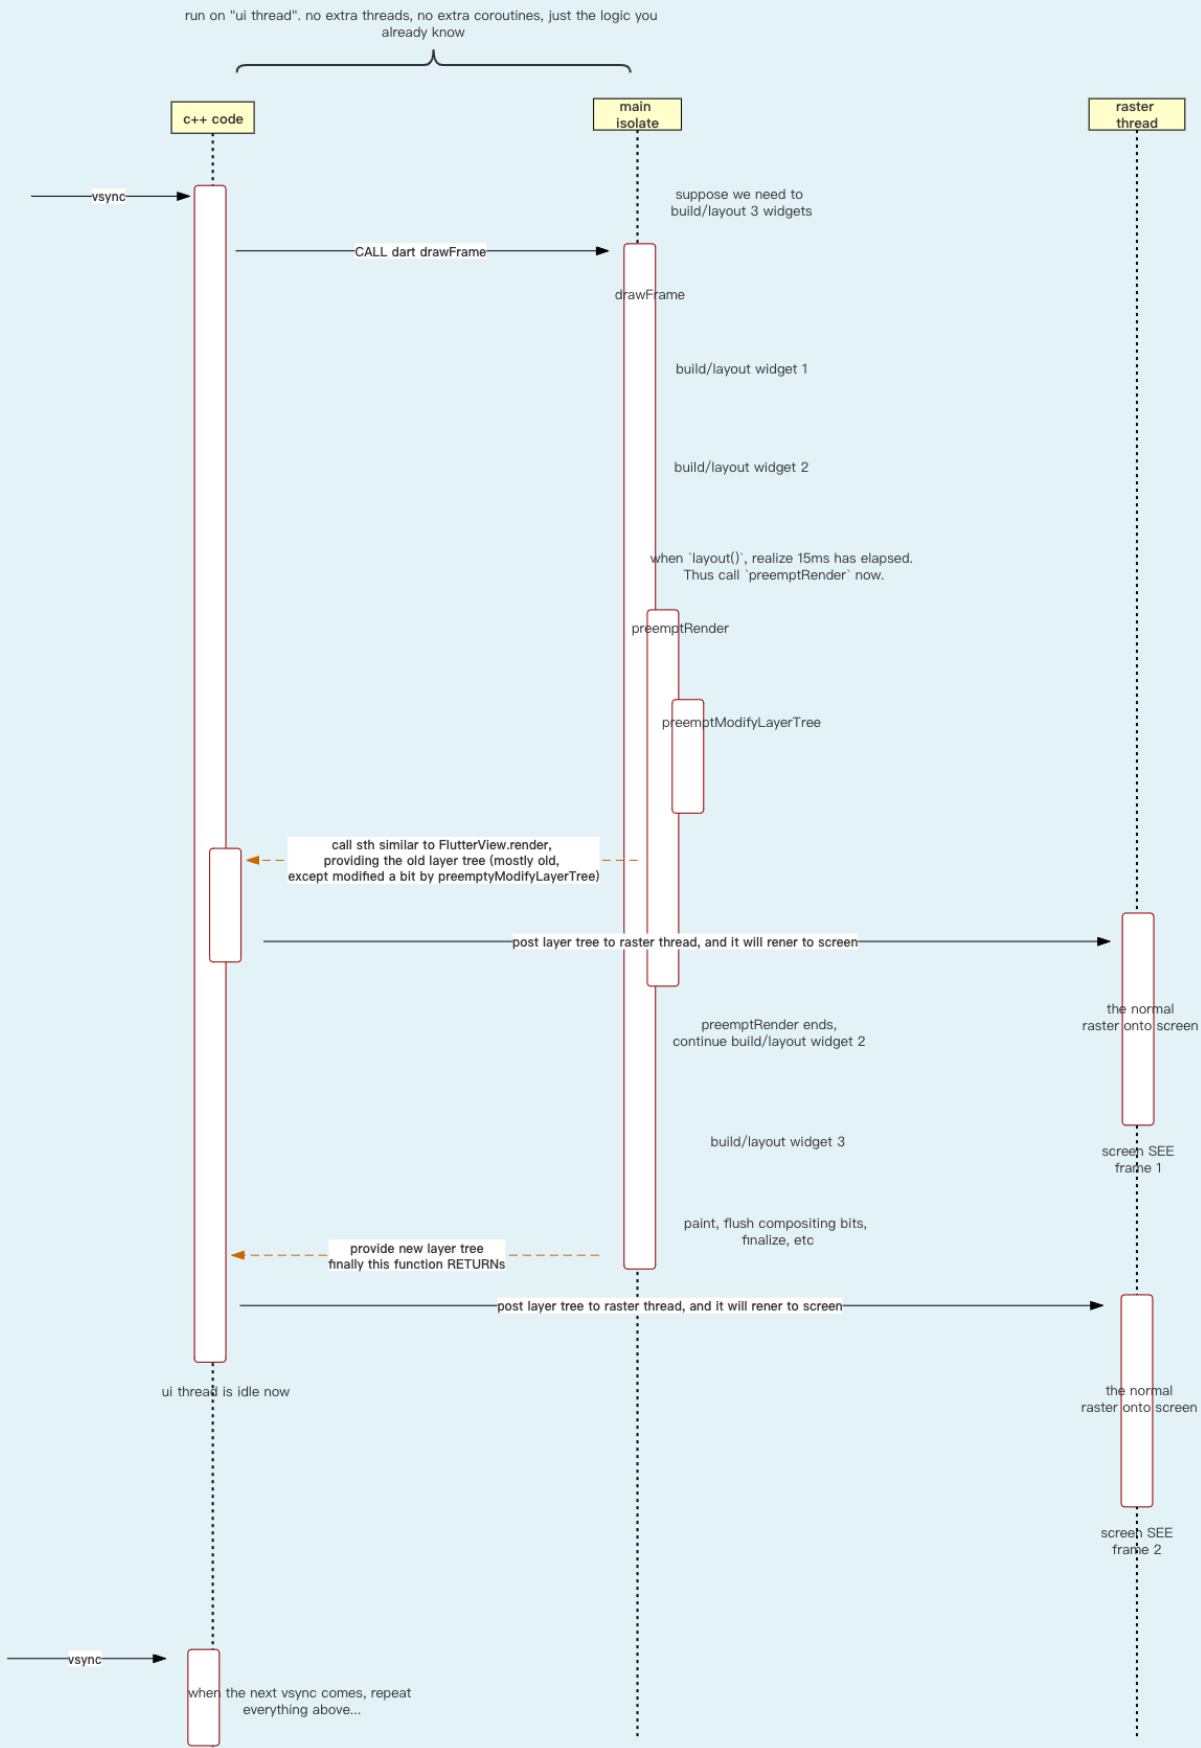 run on "ui thread". no extra threads, no extra coroutines, just the logic you
already know
c++ code
main
isolate
raster
thread
vsync
suppose we need to
build/layout 3 widgets
CALL dart drawFrame
drawFrame
build/layout widget 1
build/layout widget 2
when `layout()`, realize 15ms has elapsed.
Thus call `preemptRender` now.
preemptRender
preemptModifyLayerTree
call sth similar to FlutterView.render,
providing the old layer tree (mostly old,
except modified a bit by preemptyModifyLayerTree)
post layer tree to raster thread, and it will rener to screen
the normal
raster onto screen
preemptRender ends,
continue build/layout widget 2
build/layout widget 3
screen SEE
frame 1
paint, flush compositing bits,
finalize, etc
provide new layer tree
finally this function RETURNs
post layer tree to raster thread, and it will rener to screen
ui thread is idle now
the normal
raster onto screen
screen SEE
frame 2
vsync
when the next vsync comes, repeat
everything above...